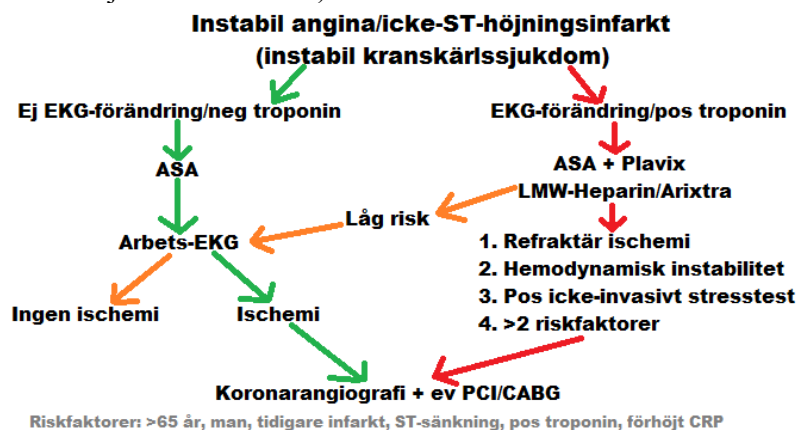 Instabil angina/icke-ST-höjningsinfarkt
(instabil kranskärlssjukdom)
Ej EKG-förändring/neg troponin
EKG-förändring/pos troponin
ASA
ASA + Plavix
LMW-Heparin/Arixtra
Låg risk
Arbets-EKG
1. Refraktär ischemi
2. Hemodynamisk instabilitet
3. Pos icke-invasivt stresstest
4. >2 riskfaktorer
Ingen ischemi
Ischemi
Koronarangiografi + ev PCI/CABG
Riskfaktorer: >65 år, man, tidigare infarkt, ST-sänkning, pos troponin, förhöjt CRP